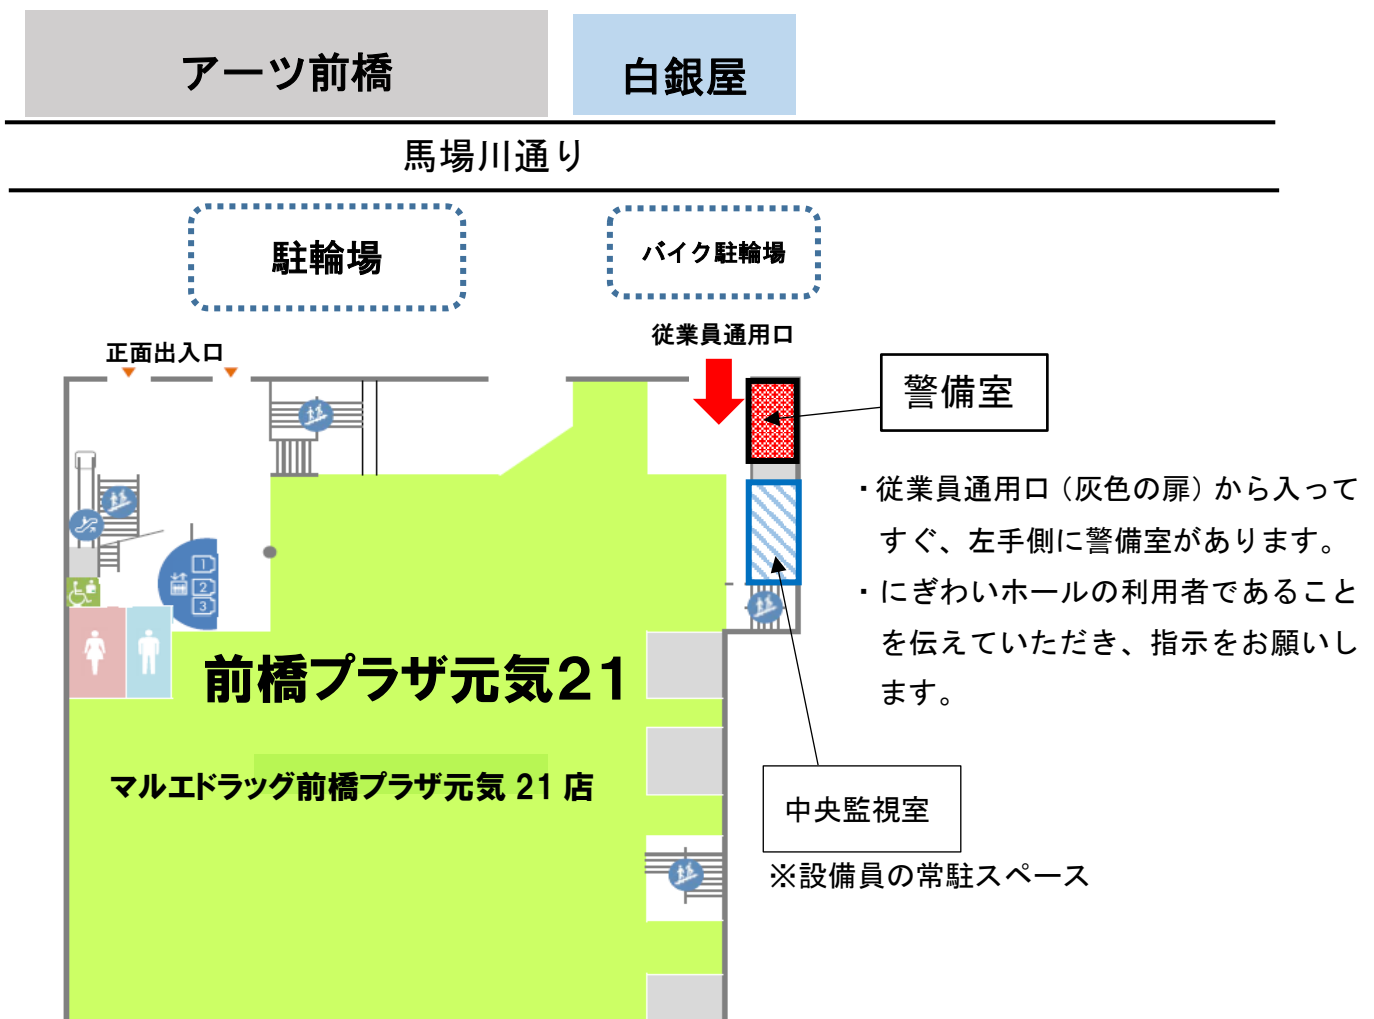 アーツ前橋
白銀屋
馬場川通り
駐輪場
バイク駐輪場
従業員通用口
正面出入口
警備室
・従業員通用口（灰色の扉）から入って
すぐ、左手側に警備室があります。
・にぎわいホールの利用者であること
を伝えていただき、指示をお願いし
ます。
1
2
3
前橋プラザ元気21
マルエドラッグ前橋プラザ元気 21 店
中央監視室
※設備員の常駐スペース